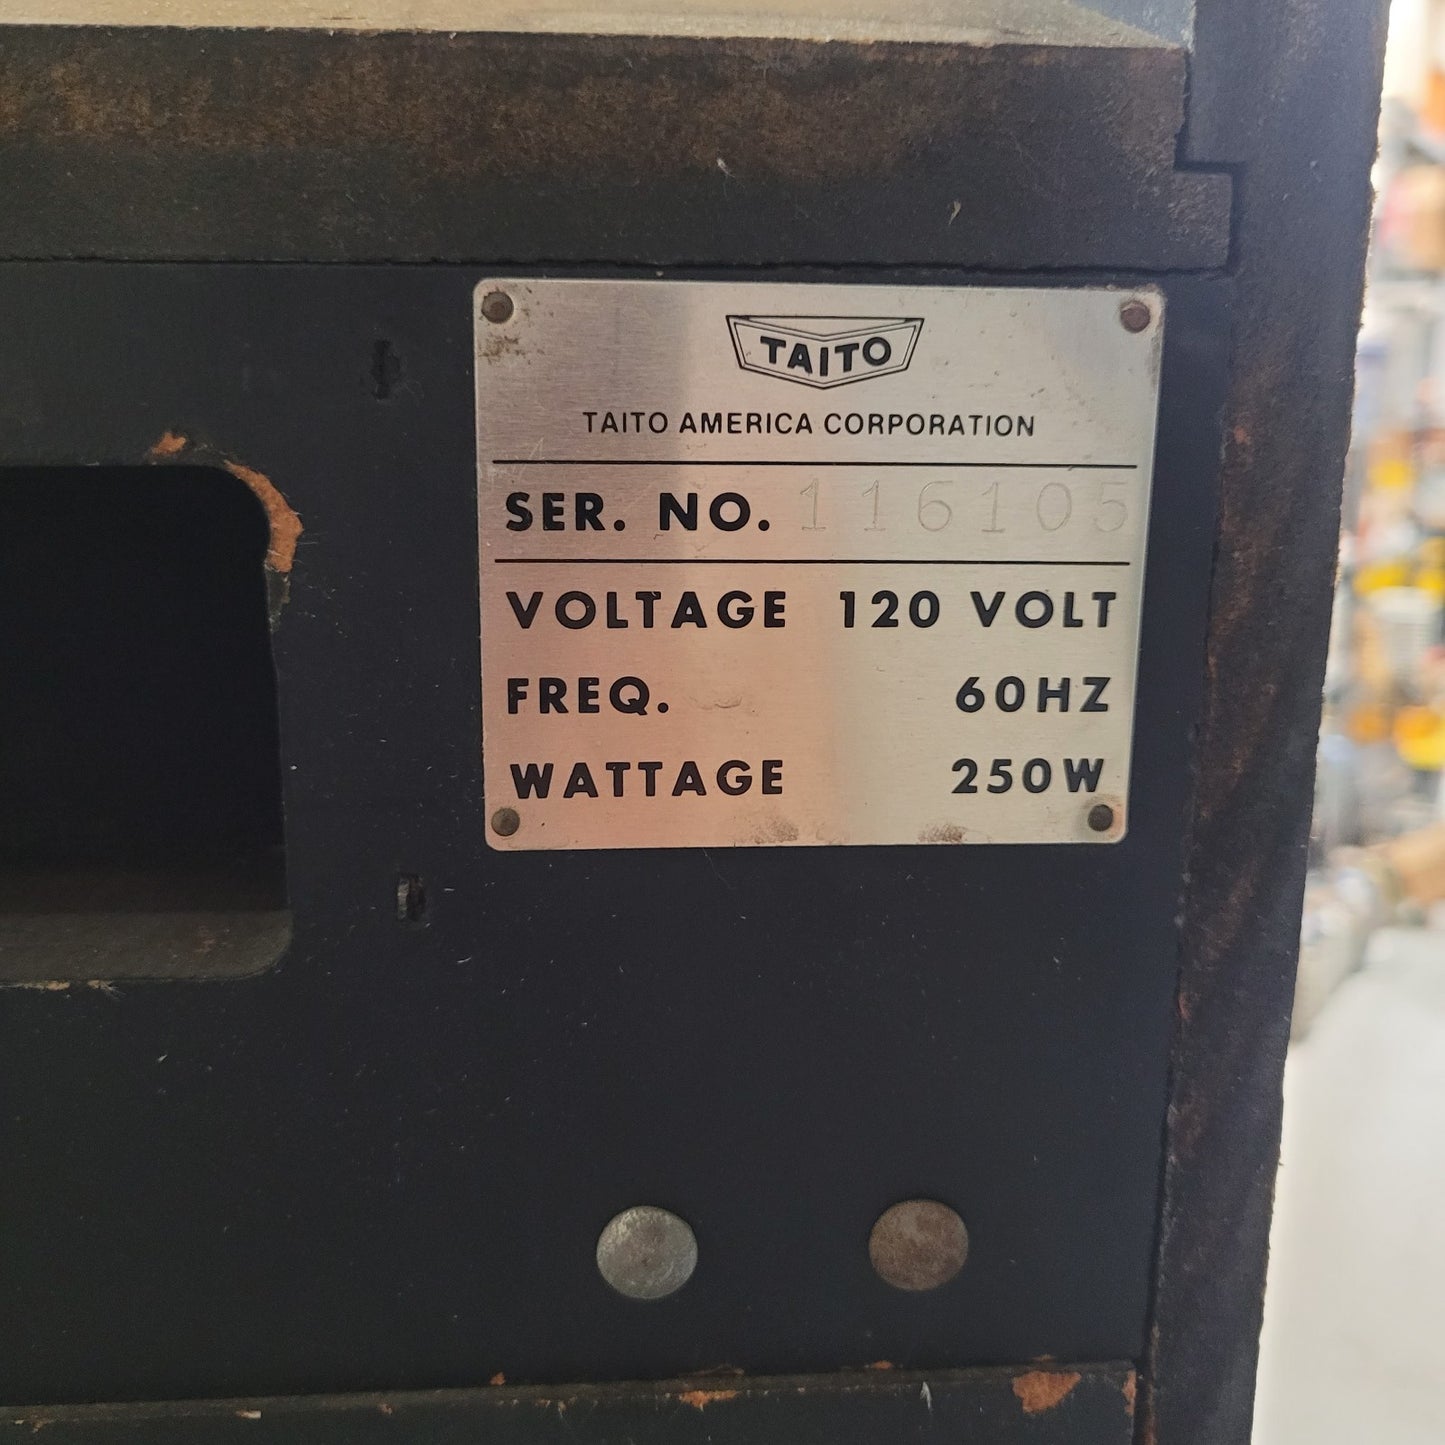 TAITO
TAITO AMERICA CORPORATION
SER. NO. 116105
VOLTAGE 120 VOLT
FREQ. 60HZ
WATTAGE 250W